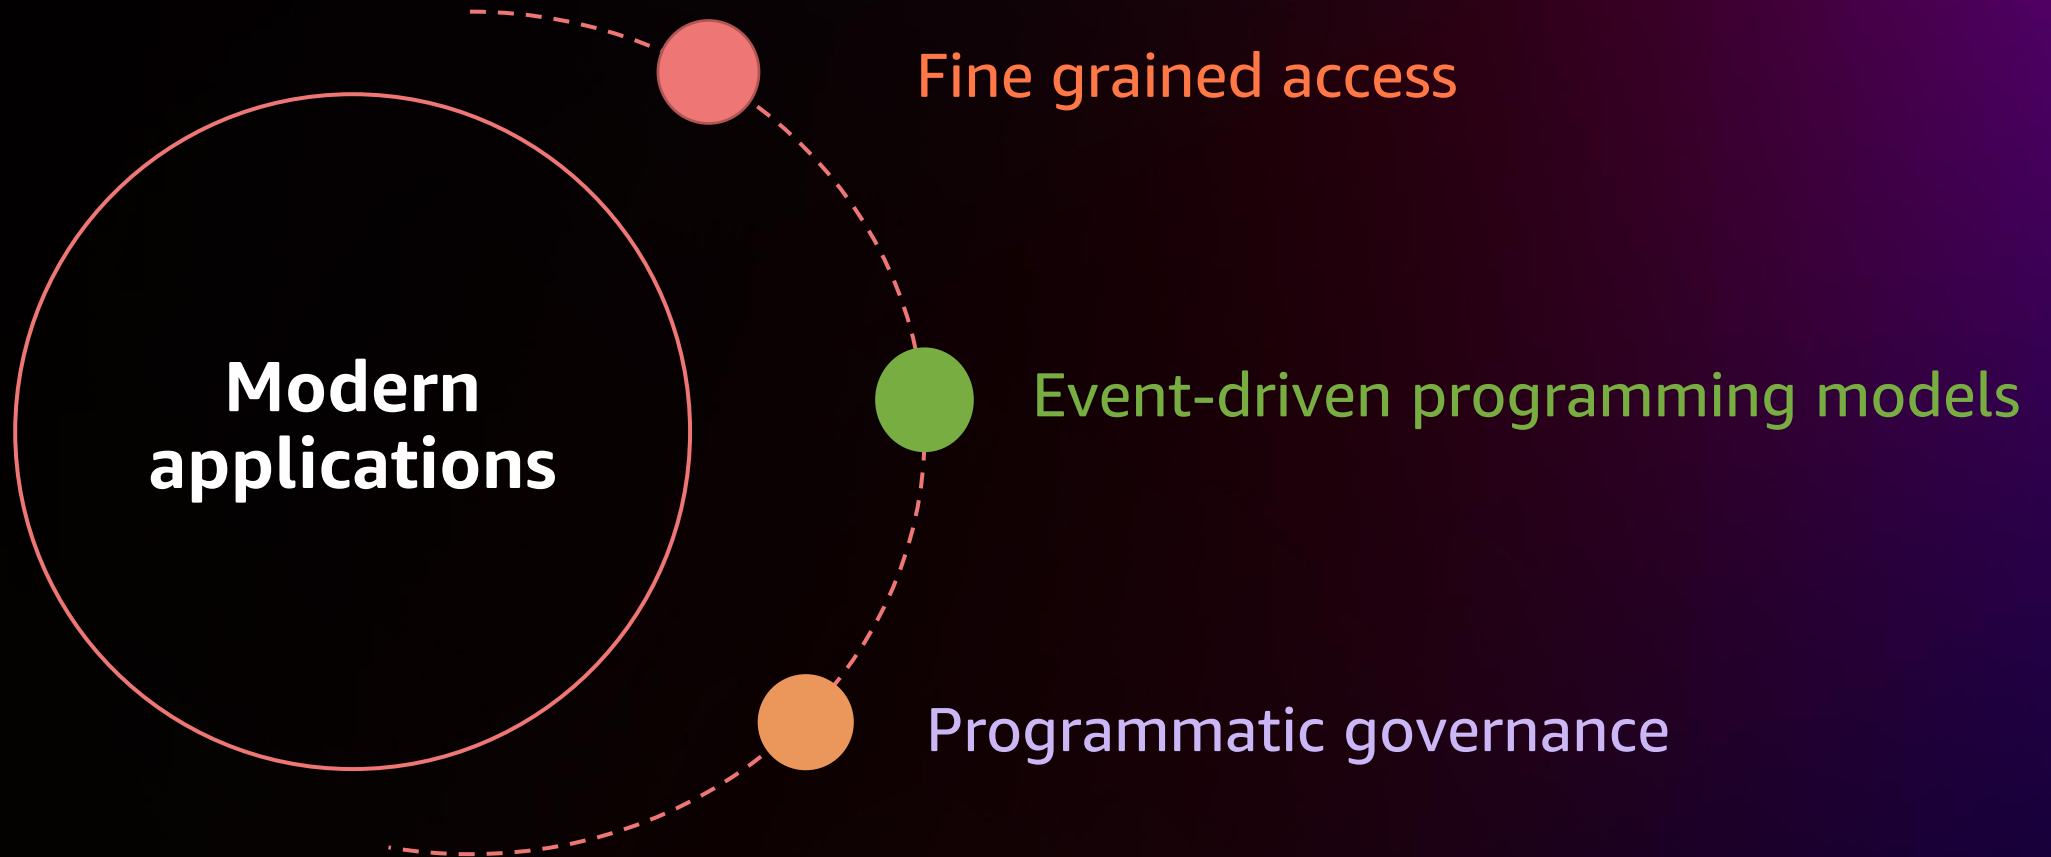 Fine grained access
Modern
applications
Event-driven programming models
Programmatic governance